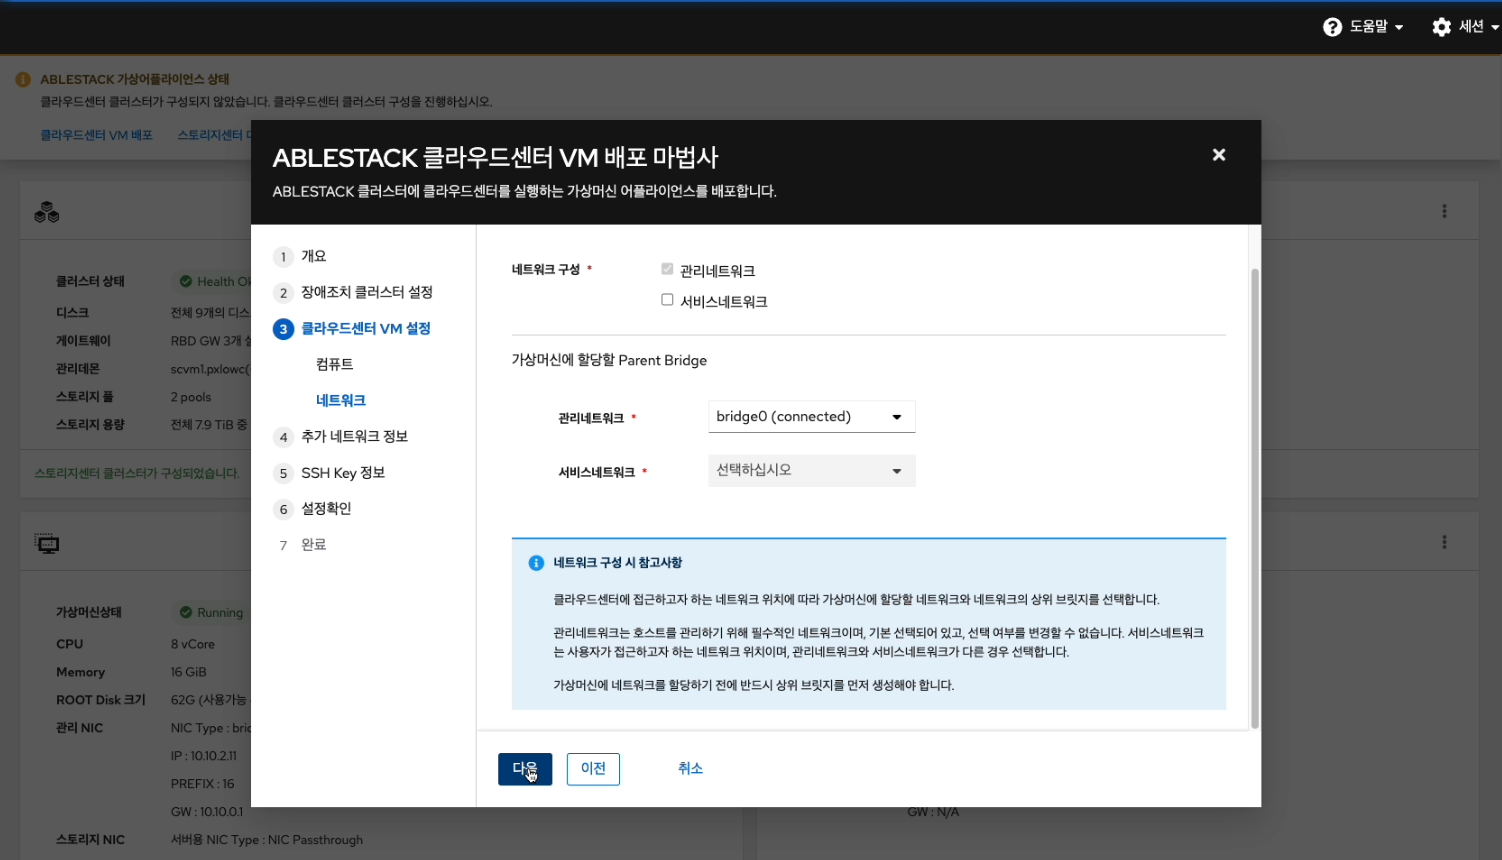 도움말
세션
ABLESTACK 가상어플라이언스 상태
클라우드센터 클러스터가 구성되지 않았습니다. 클라우드센터 클러스터 구성을 진행하십시오.
클라우드센터 VM 배포
스토리지센터
ABLESTACK 클라우드센터 VM 배포 마법사
ABLESTACK 클러스터에 클라우드센터를 실행하는 가상머신 어플라이언스를 배포합니다.
1 개요
2 장애조치 클러스터 설정
3 클라우드센터 VM 설정
컴퓨트
네트워크
4 추가 네트워크 정보
5 SSH Key 정보
6 설정확인
7 완료
네트워크 구성 *
관리네트워크
서비스네트워크
가상머신에 할당할 Parent Bridge
관리네트워크 *
bridge0 (connected)
서비스네트워크 *
선택하십시오
네트워크 구성 시 참고사항
클라우드센터에 접근하고자 하는 네트워크 위치에 따라 가상머신에 할당할 네트워크와 네트워크의 상위 브릿지를 선택합니다.
관리네트워크는 호스트를 관리하기 위해 필수적인 네트워크이며, 기본 선택되어 있고, 선택 여부를 변경할 수 없습니다. 서비스네트워크
는 사용자가 접근하고자 하는 네트워크 위치이며, 관리네트워크와 서비스네트워크가 다른 경우 선택합니다.
가상머신에 네트워크를 할당하기 전에 반드시 상위 브릿지를 먼저 생성해야 합니다.
다음
이전
취소
클러스터 상태
Health Ok
디스크
전체 9개의 디스
게이트웨이
RBD GW 3개
관리데몬
scvm1.pxlowc(
스토리지 풀
2 pools
스토리지 용량
전체 7.9 TiB 중
스토리지센터 클러스터가 구성되었습니다.
가상머신상태
Running
CPU
8 vCore
Memory
16 GiB
ROOT Disk 크기
62G (사용가능
관리 NIC
NIC Type : bri
IP : 10.10.2.11
PREFIX : 16
GW : 10.10.0.1
스토리지 NIC
서버용 NIC Type : NIC Passthrough
GW : N/A